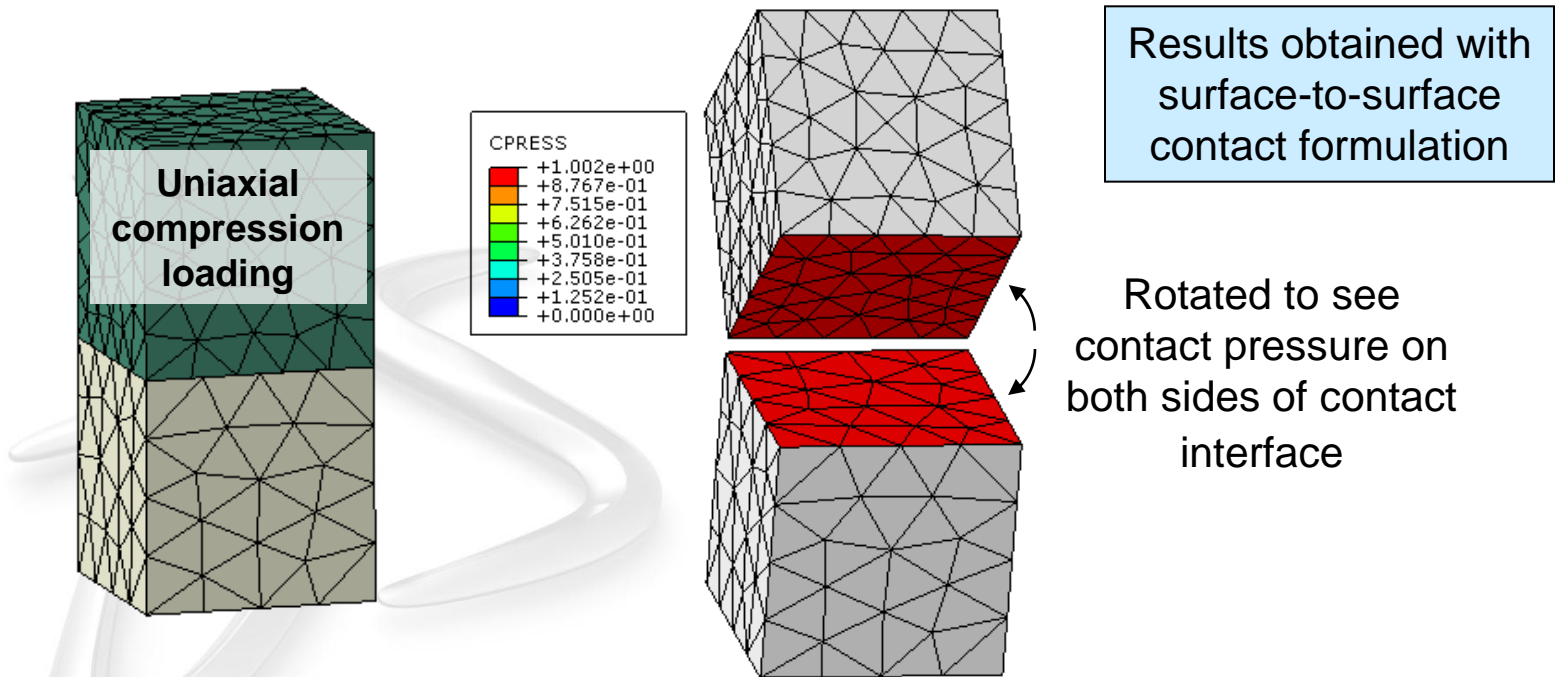 Uniaxial
compression
loading
CPRESS
+1.002e+00
+8.767e-01
+7.515e-01
+6.262e-01
+5.010e-01
+3.758e-01
+2.505e-01
+1.252e-01
+0.000e+00
Results obtained with
surface-to-surface
contact formulation
Rotated to see
contact pressure on
both sides of contact
interface